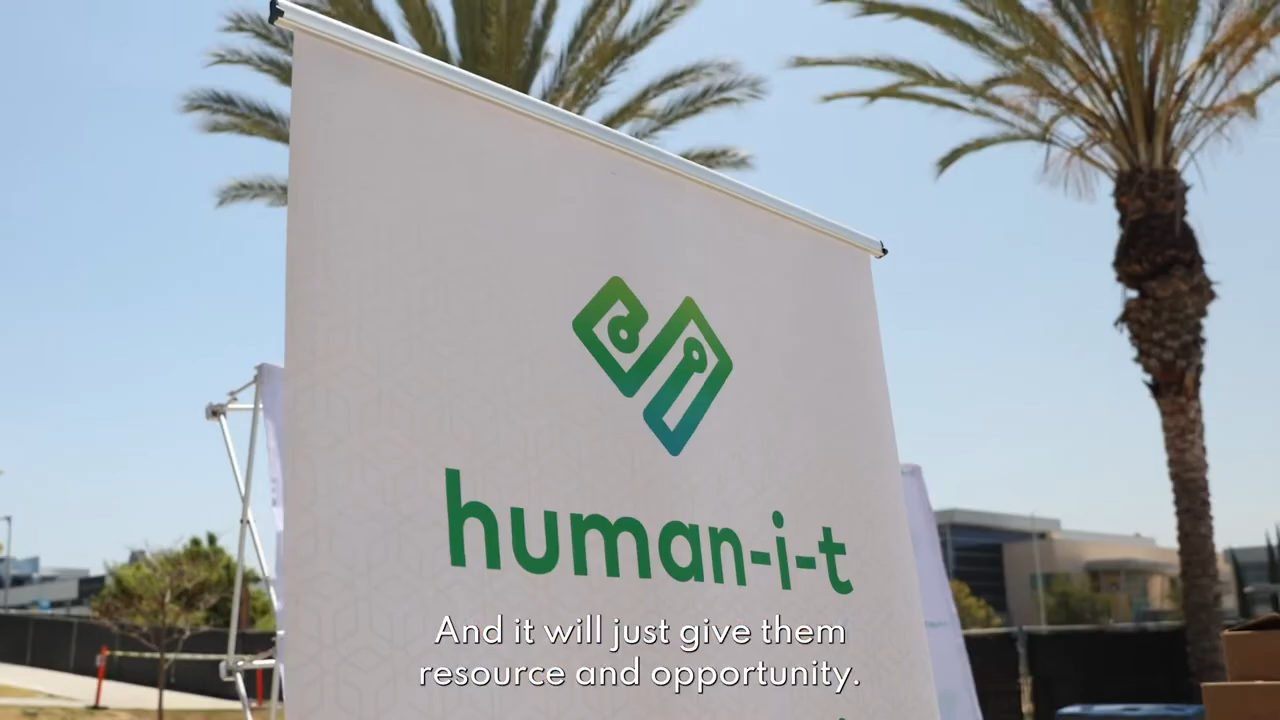 human-i-t
And it will just give them
resource and opportunity.